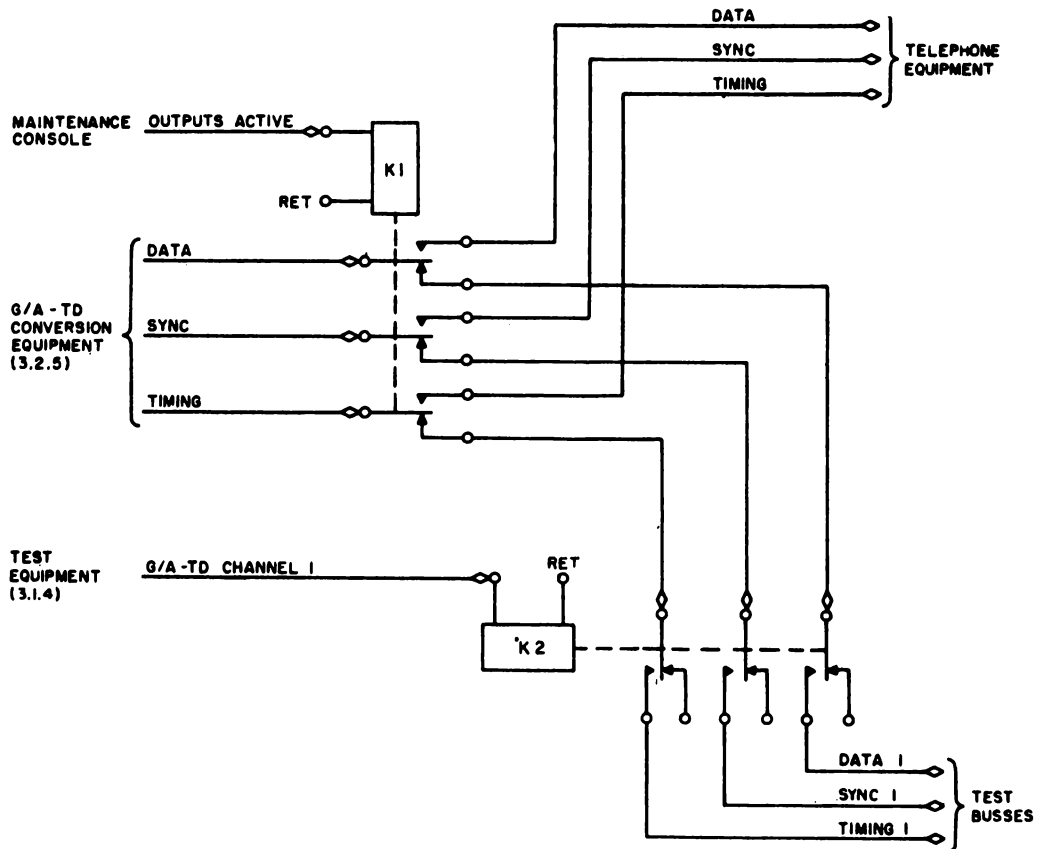 DATA
SYNC
TIMING
TELEPHONE
EQUIPMENT
MAINTENANCE
CONSOLE
OUTPUTS ACTIVE
K1
RET
G/A - TD
CONVERSION
EQUIPMENT
(3.2.5)
DATA
SYNC
TIMING
TEST
EQUIPMENT
(3.1.4)
G/A-TD CHANNEL 1
RET
K2
DATA 1
SYNC 1
TIMING 1
TEST
BUSSES